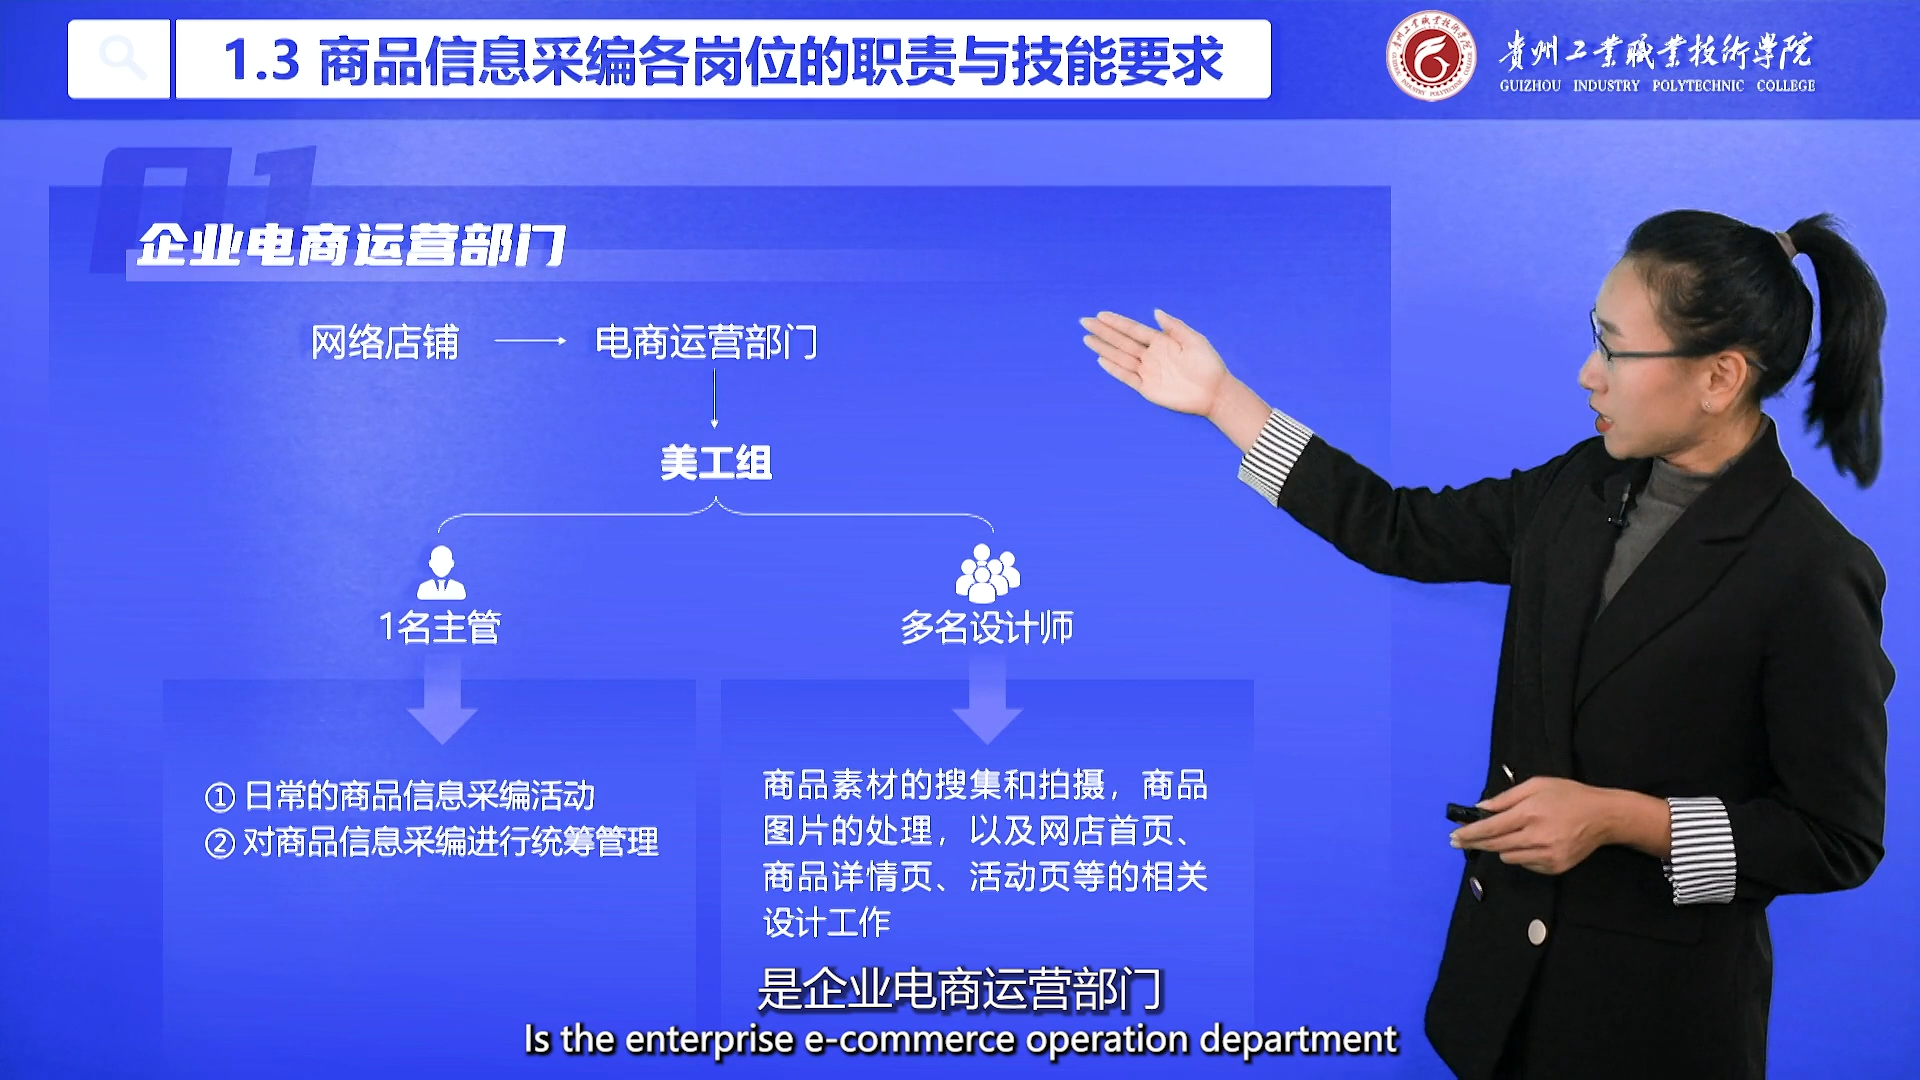 1.3 商品信息采编各岗位的职责与技能要求
貴州工業職業技術學院
GUIZHOU INDUSTRY POLYTECHNIC COLLEGE
01
企业电商运营部门
网络店铺
电商运营部门
美工组
1名主管
多名设计师
① 日常的商品信息采编活动
② 对商品信息采编进行统筹管理
商品素材的搜集和拍摄，商品
图片的处理，以及网店首页、
商品详情页、活动页等的相关
设计工作
是企业电商运营部门
Is the enterprise e-commerce operation department